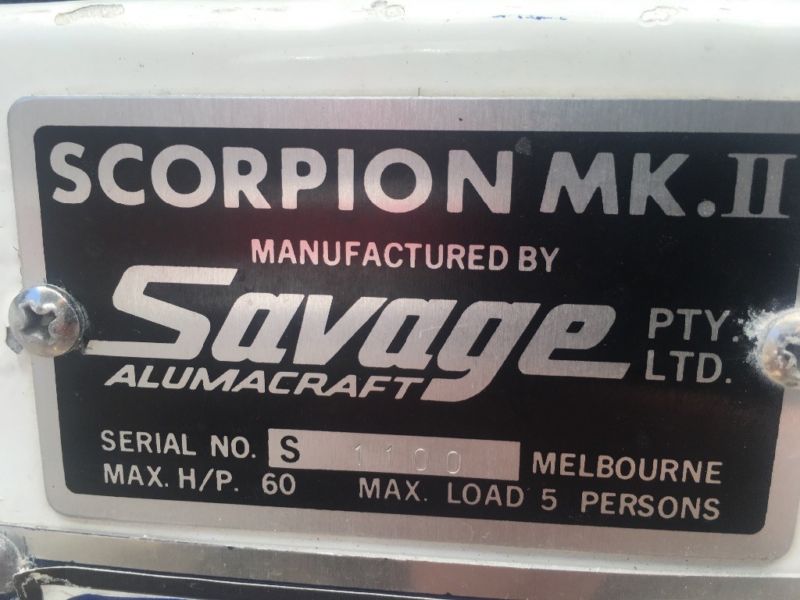 SCORPION MK.II
MANUFACTURED BY
Savage PTY. LTD.
ALUMACRAFT
SERIAL NO. S 1100 MELBOURNE
MAX. H/P. 60 MAX. LOAD 5 PERSONS